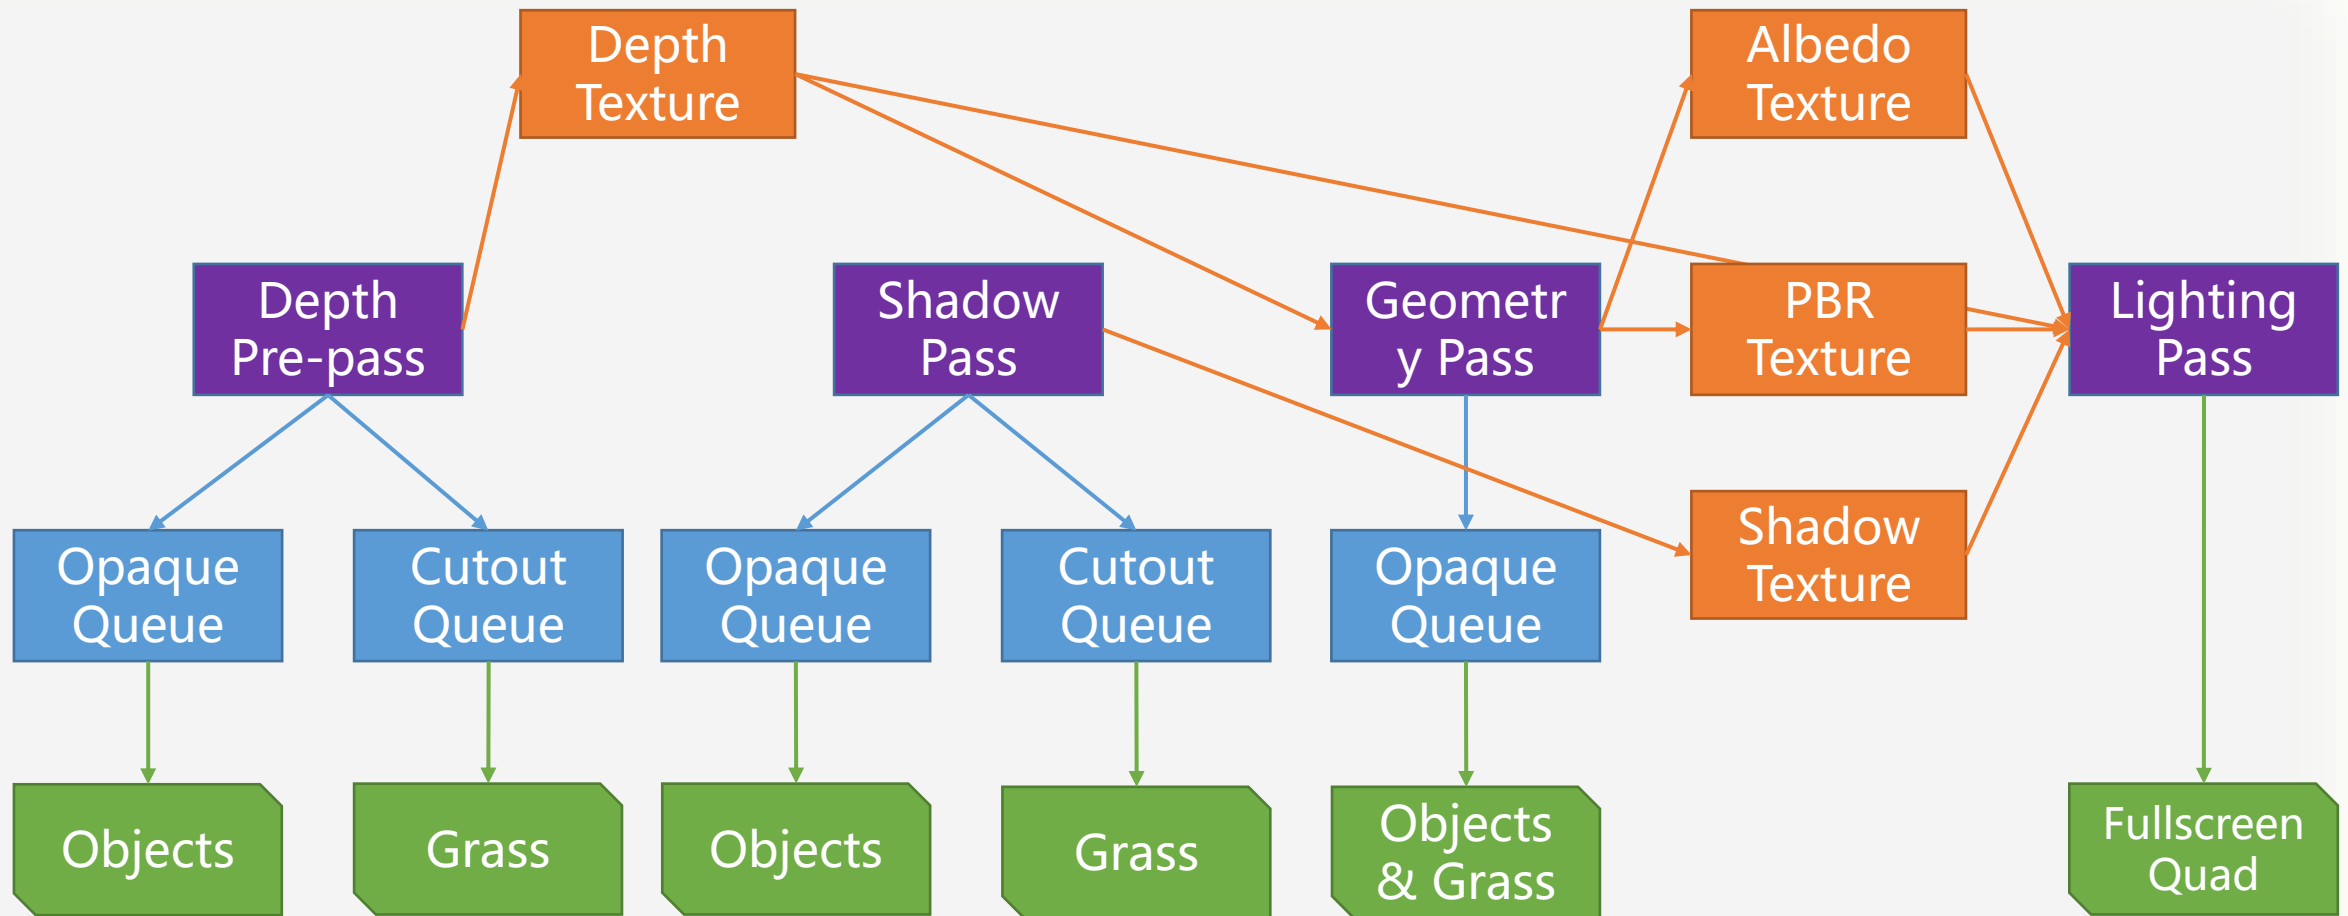 Depth
Texture
Albedo
Texture
Depth
Pre-pass
Shadow
Pass
Geometr
y Pass
PBR
Texture
Lighting
Pass
Shadow
Texture
Opaque
Queue
Cutout
Queue
Opaque
Queue
Cutout
Queue
Opaque
Queue
Objects
Grass
Objects
Grass
Objects
& Grass
Fullscreen
Quad